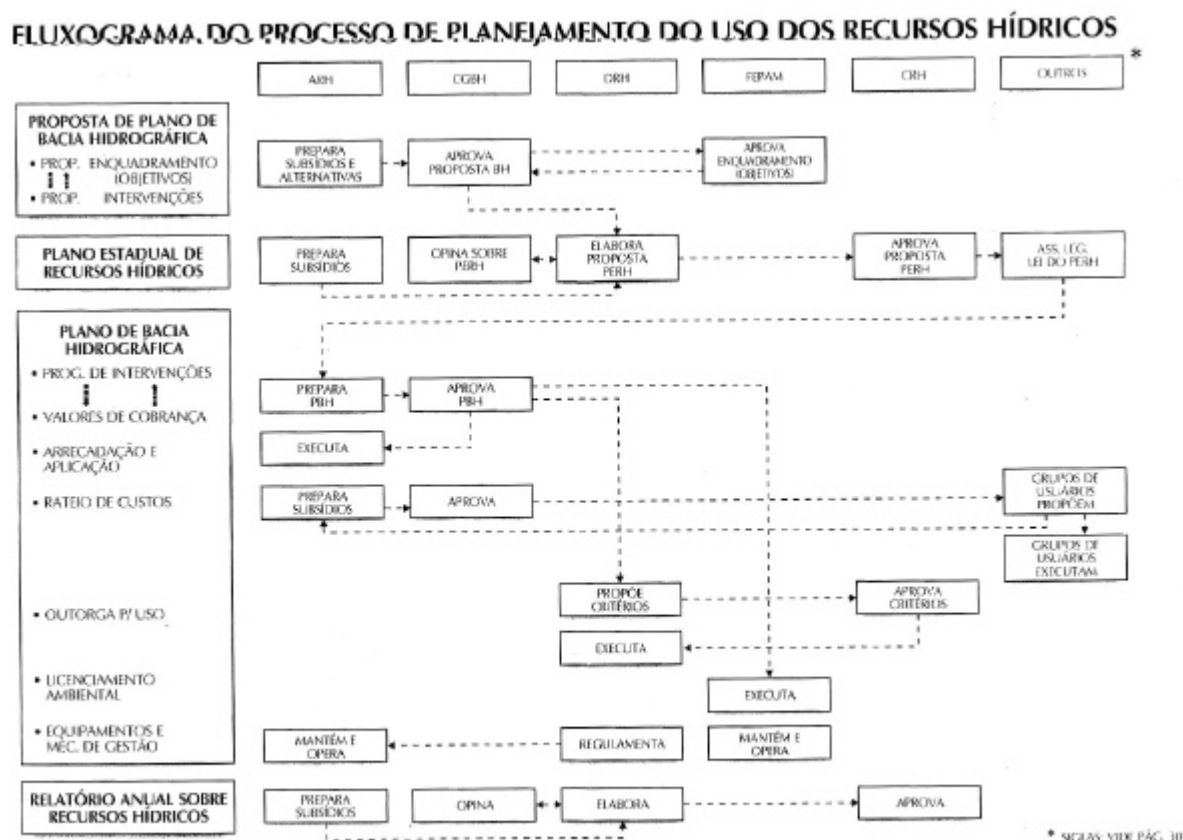 FLUXOGRAMA DO PROCESSO DE PLANEJAMENTO DO USO DOS RECURSOS HÍDRICOS
*
ARH
CGBH
DRH
FEPAM
CRH
OUTROS
PROPOSTA DE PLANO DE
BACIA HIDROGRÁFICA
• PROP. ENQUADRAMENTO
(OBJETIVOS)
• PROP. INTERVENÇÕES
PREPARA
SUBSÍDIOS E
ALTERNATIVAS
APROVA
PROPOSTA BH
APROVA
ENQUADRAMENTO
(OBJETIVOS)
PLANO ESTADUAL DE
RECURSOS HÍDRICOS
PREPARA
SUBSÍDIOS
OPINA SOBRE
PERH
ELABORA
PROPOSTA
PERH
APROVA
PROPOSTA
PERH
ASS. LEG.
LEI DO PERH
PLANO DE BACIA
HIDROGRÁFICA
• PROG. DE INTERVENÇÕES
• VALORES DE COBRANÇA
• ARRECADAÇÃO E
APLICAÇÃO
• RATEIO DE CUSTOS
• OUTORGA P/ USO
• LICENCIAMENTO
AMBIENTAL
• EQUIPAMENTOS E
MEC. DE GESTÃO
PREPARA
PBH
APROVA
PBH
EXECUTA
PREPARA
SUBSÍDIOS
APROVA
GRUPOS DE
USUÁRIOS
PROPÕEM
GRUPOS DE
USUÁRIOS
EXECUTAM
PROPÕE
CRITÉRIOS
APROVA
CRITÉRIOS
EXECUTA
EXECUTA
MANTÉM E
OPERA
REGULAMENTA
MANTÉM E
OPERA
RELATÓRIO ANUAL SOBRE
RECURSOS HÍDRICOS
PREPARA
SUBSÍDIOS
OPINA
ELABORA
APROVA
* SIGLAS: VIDE PÁG. 30